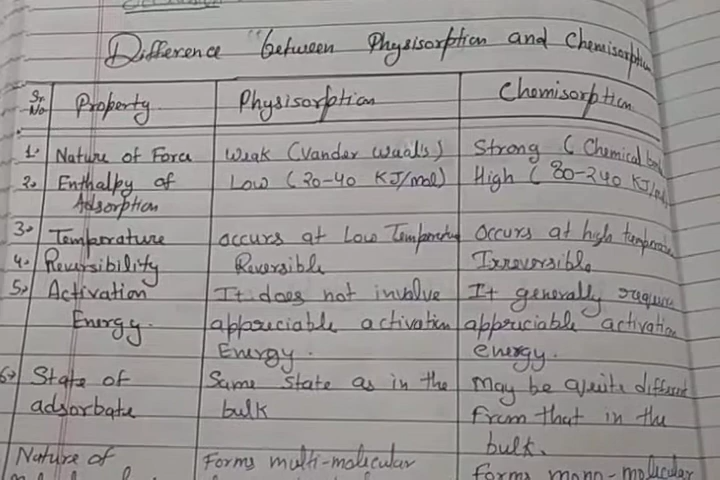 Difference between Physisorption and Chemisorption
Sr. No Property Physisorption Chemisorption
1. Nature of Force Weak (Vander Waals) Strong (Chemical
2. Enthalpy of Low (20-40 KJ/mol) High (80-240 KJ/
Adsorption
3. Temperature occurs at Low Temperature Occurs at high temperature
4. Reversibility Reversible Irreversible
5. Activation It does not involve It generally
Energy. appreciable activation appreciable activation
Energy. energy.
6. State of Same state as in the May be quite different
adsorbate bulk from that in the
bulk.
Nature of Forms multi-molecular forms mono-molecular